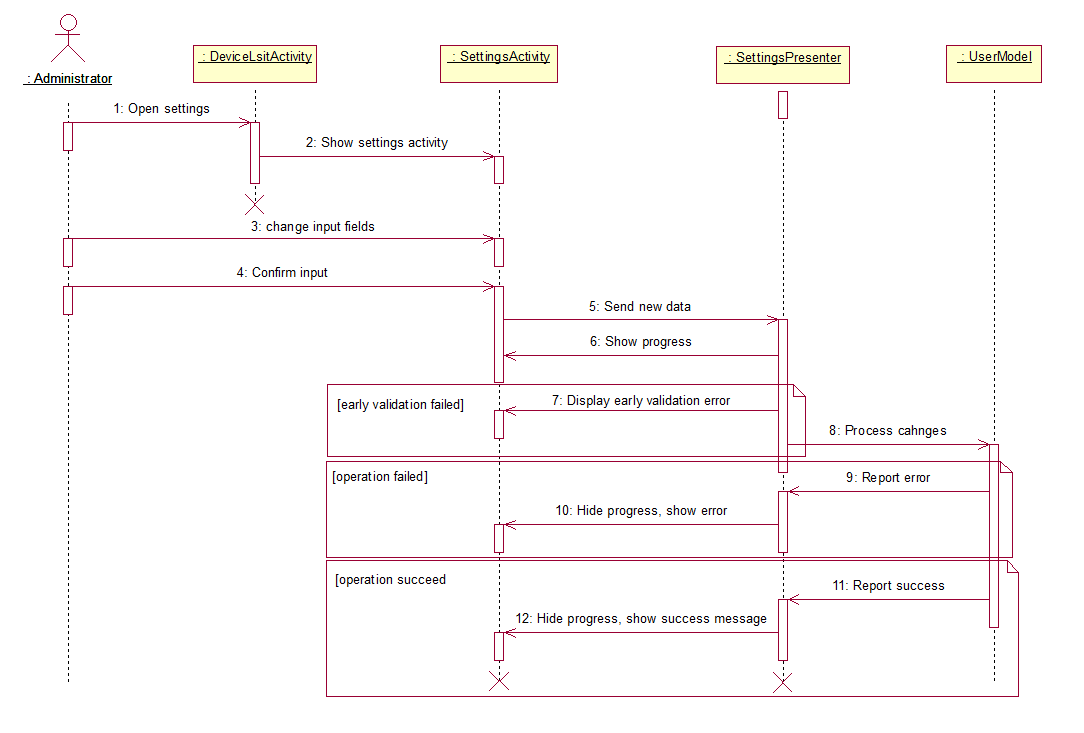 : Administrator
: DeviceLsitActivity
: SettingsActivity
: SettingsPresenter
: UserModel
1: Open settings
2: Show settings activity
3: change input fields
4: Confirm input
5: Send new data
6: Show progress
[early validation failed]
7: Display early validation error
8: Process cahnges
[operation failed]
9: Report error
10: Hide progress, show error
[operation succeed
11: Report success
12: Hide progress, show success message